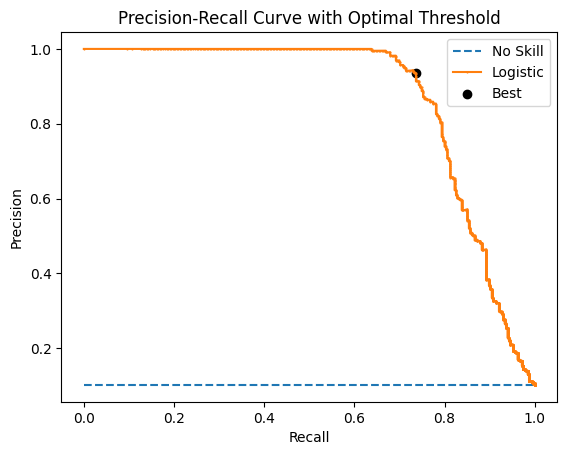 Precision-Recall Curve with Optimal Threshold
No Skill
Logistic
Best
1.0
0.8
0.6
0.4
0.2
Precision
0.0 0.2 0.4 0.6 0.8 1.0
Recall